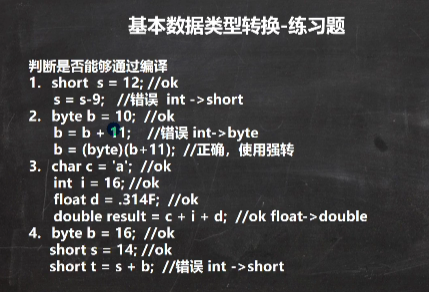 基本数据类型转换-练习题
判断是否能够通过编译
1. short s = 12; //ok
s = s-9; //错误 int ->short
2. byte b = 10; //ok
b = b + 11; //错误 int->byte
b = (byte)(b+11); //正确，使用强转
3. char c = 'a'; //ok
int i = 16; //ok
float d = .314F; //ok
double result = c + i + d; //ok float->double
4. byte b = 16; //ok
short s = 14; //ok
short t = s + b; //错误 int ->short